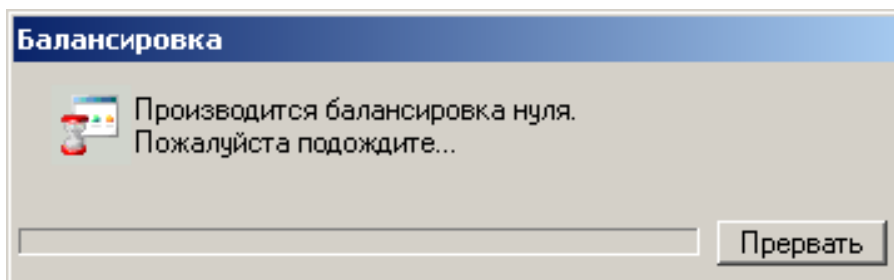 Балансировка
Производится балансировка нуля.
Пожалуйста подождите...
Прервать